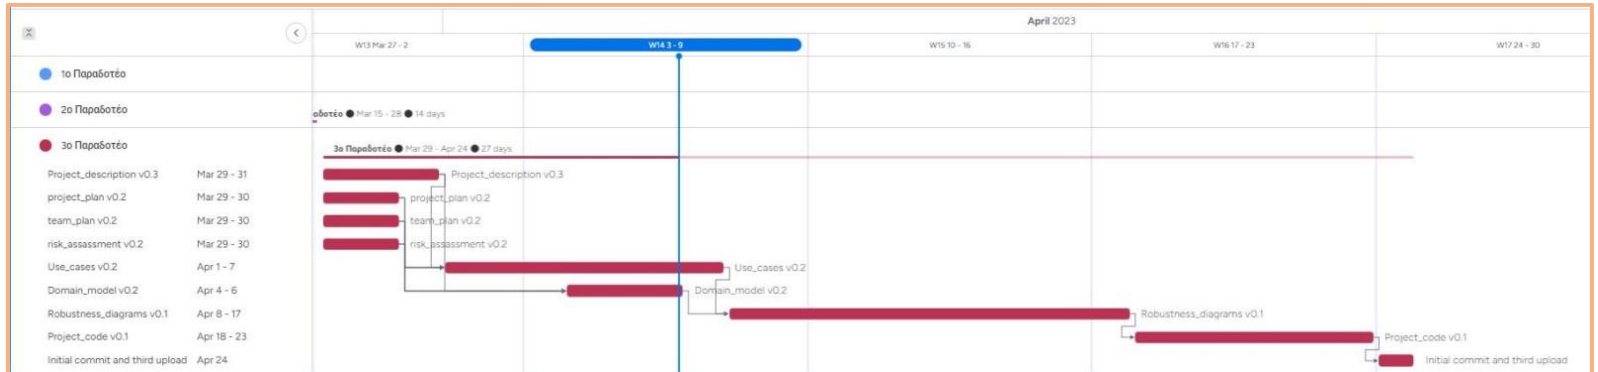 April 2023
W13 Mar 27 - 2 W14 3 - 9 W15 10 - 16 W16 17 - 23 W17 24 - 30
1ο Παραδοτέο
2ο Παραδοτέο
αδοτέο ● Mar 15 - 28 ● 14 days
3ο Παραδοτέο
3ο Παραδοτέο ● Mar 29 - Apr 24 ● 27 days
Project_description v0.3 Mar 29 - 31 Project_description v0.3
project_plan v0.2 Mar 29 - 30 project_plan v0.2
team_plan v0.2 Mar 29 - 30 team_plan v0.2
risk_assassment v0.2 Mar 29 - 30 risk_assassment v0.2
Use_cases v0.2 Apr 1 - 7 Use_cases v0.2
Domain_model v0.2 Apr 4 - 6 Domain_model v0.2
Robustness_diagrams v0.1 Apr 8 - 17 Robustness_diagrams v0.1
Project_code v0.1 Apr 18 - 23 Project_code v0.1
Initial commit and third upload Apr 24 Initial commit and third upload